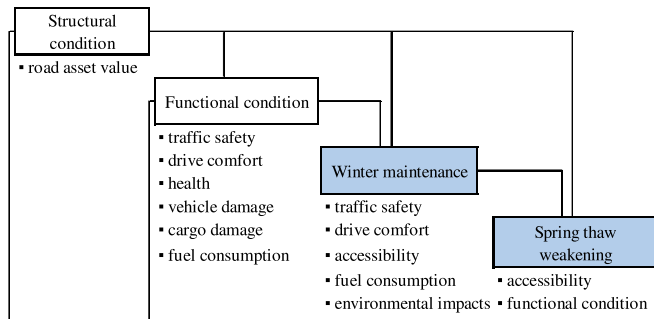 Structural
condition
▪ road asset value
Functional condition
▪ traffic safety
▪ drive comfort
▪ health
▪ vehicle damage
▪ cargo damage
▪ fuel consumption
Winter maintenance
▪ traffic safety
▪ drive comfort
▪ accessibility
▪ fuel consumption
▪ environmental impacts
Spring thaw
weakening
▪ accessibility
▪ functional condition